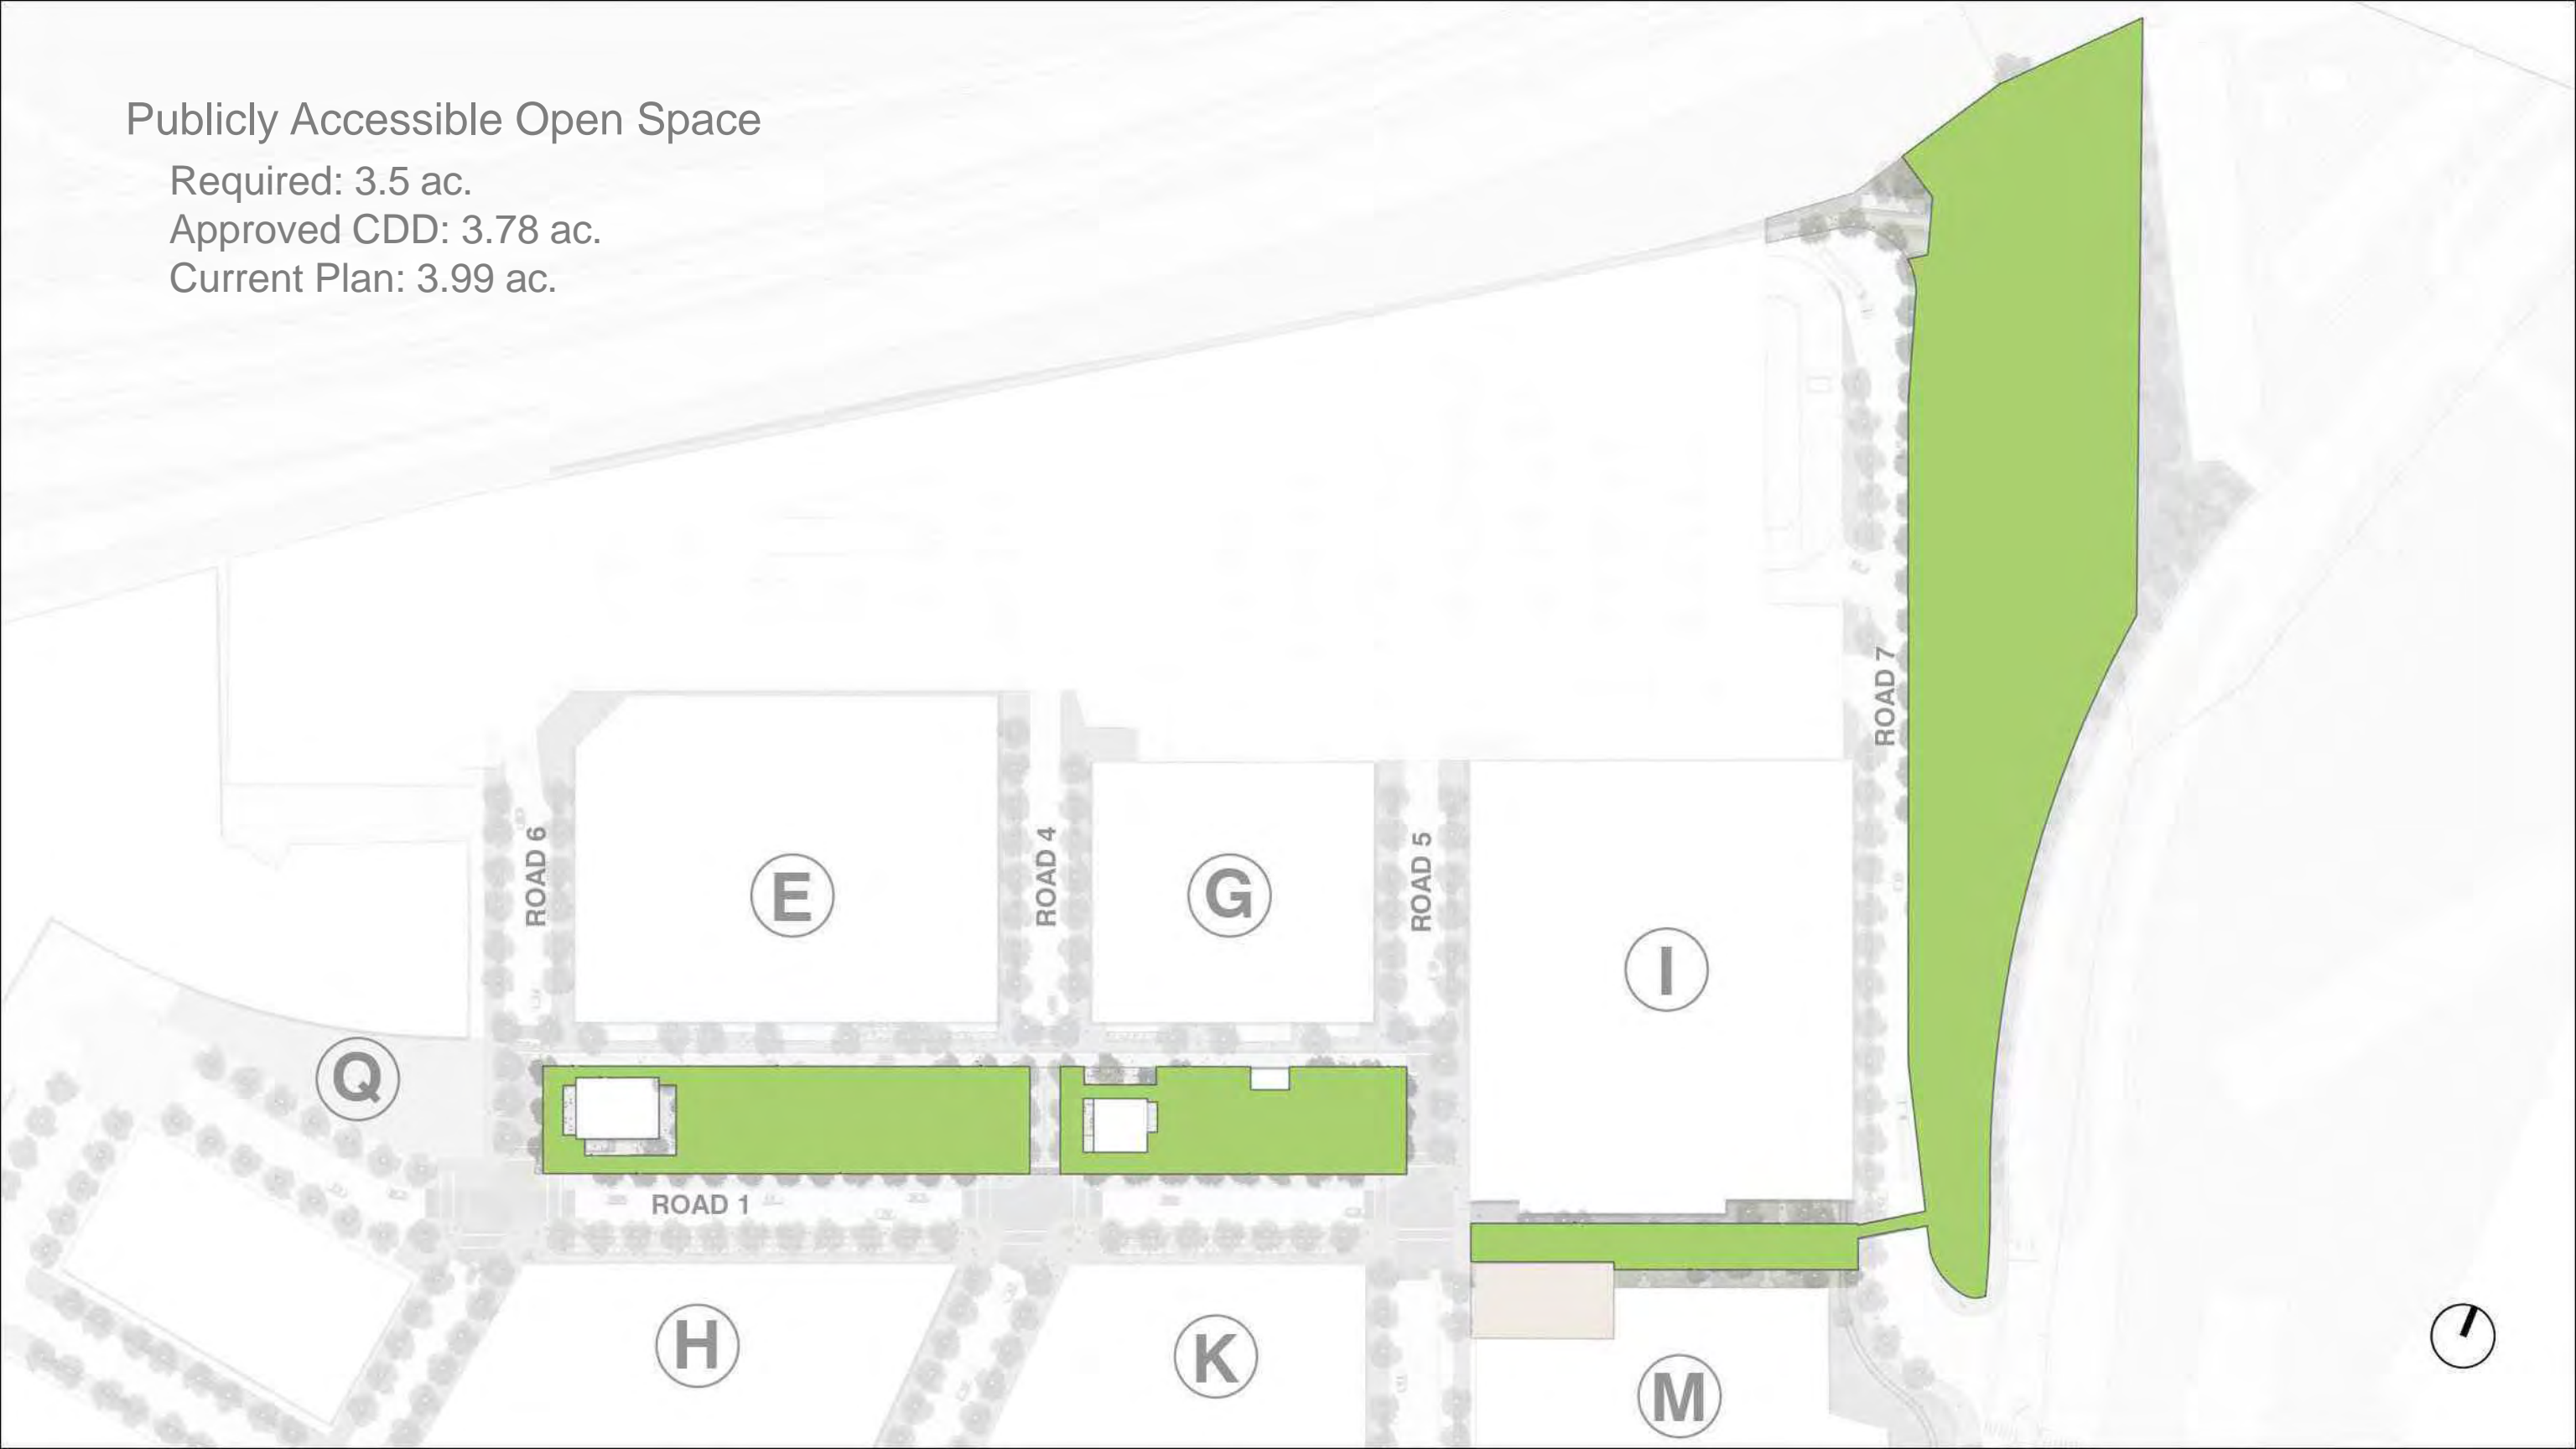 Publicly Accessible Open Space
Required: 3.5 ac.
Approved CDD: 3.78 ac.
Current Plan: 3.99 ac.
ROAD 7
ROAD 6
ROAD 4
ROAD 5
E
G
I
Q
ROAD 1
H
K
M